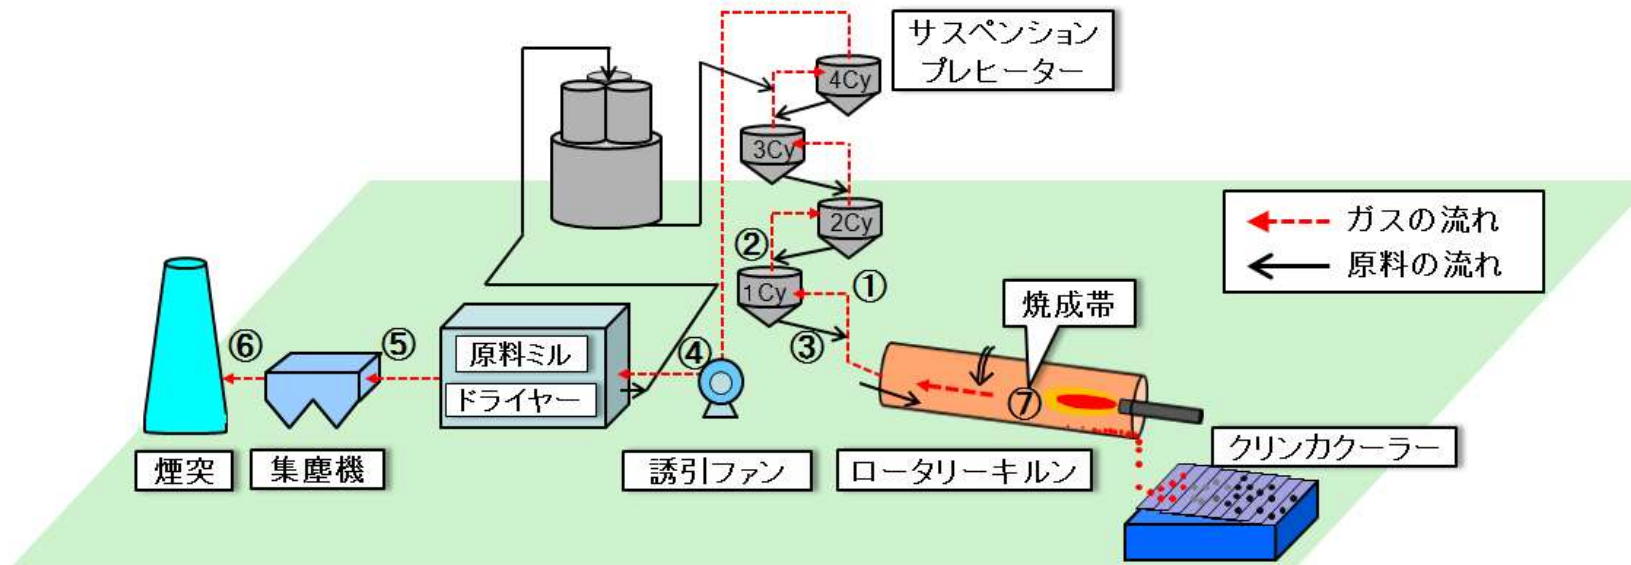 サスペンション
プレヒーター
4Cy
3Cy
2Cy
②
1Cy
①
③
ガスの流れ
原料の流れ
焼成帯
⑦
⑥
⑤
原料ミル
ドライヤー
④
煙突
集塵機
誘引ファン
ロータリーキルン
クリンカクーラー